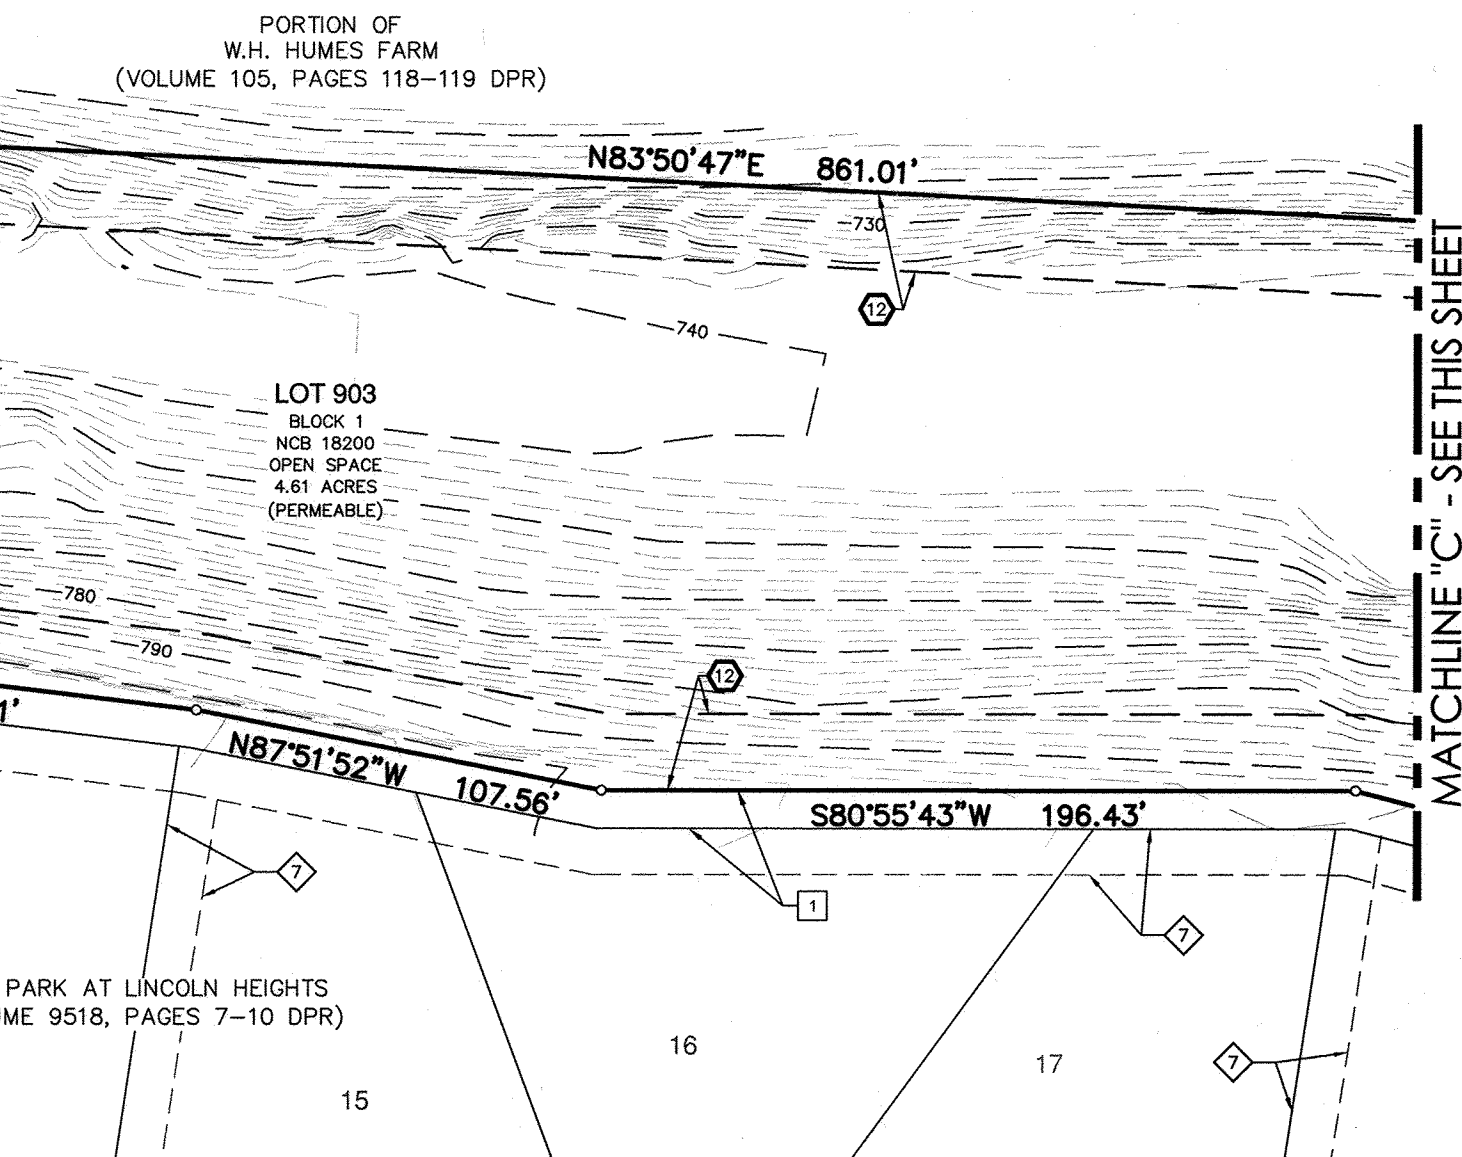 PORTION OF
W.H. HUMES FARM
(VOLUME 105, PAGES 118-119 DPR)
N83°50'47"E 861.01'
730
12
740
LOT 903
BLOCK 1
NCB 18200
OPEN SPACE
4.61 ACRES
(PERMEABLE)
MATCHLINE "C" - SEE THIS SHEET
780
790
12
1'
N87°51'52"W 107.56'
S80°55'43"W 196.43'
7
1
7
PARK AT LINCOLN HEIGHTS
UME 9518, PAGES 7-10 DPR)
16
17
7
15